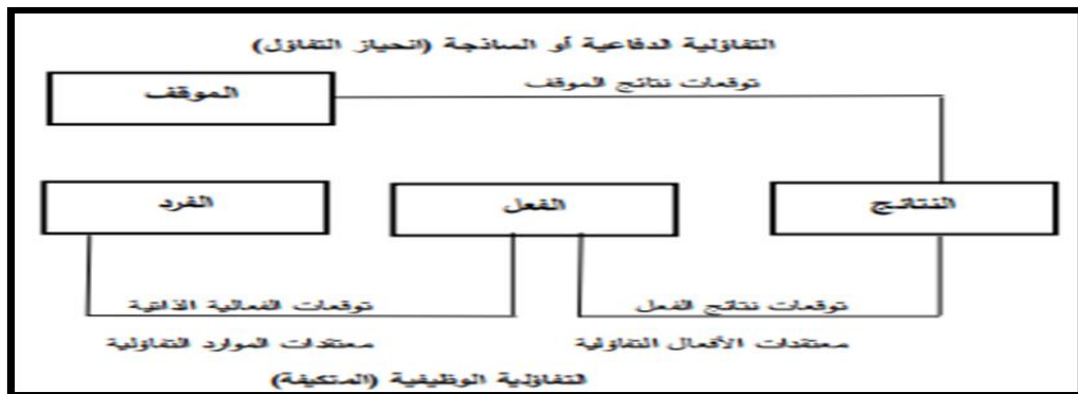 التفاؤلية الدفاعية أو الساذجة (انحياز التفاؤل)
توقعات نتائج الموقف
الموقف
النتائج
الفعل
الفرد
توقعات نتائج الفعل
توقعات الفعالية الذاتية
معتقدات الأفعال التفاؤلية
معتقدات الموارد التفاؤلية
التفاؤلية الوظيفية (المتكيفة)